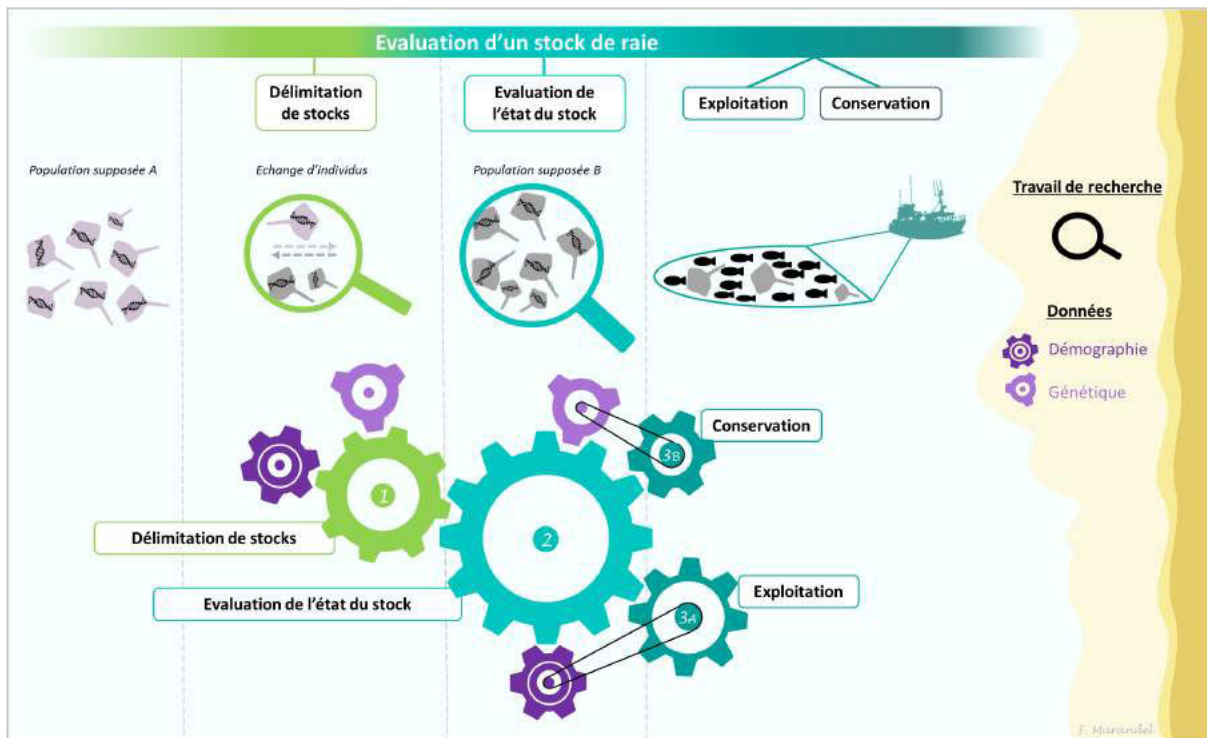 Evaluation d'un stock de raie
Délimitation
de stocks
Evaluation de
l'état du stock
Exploitation
Conservation
Population supposée A
Echange d'individus
Population supposée B
Travail de recherche
Données
Démographie
Génétique
Conservation
3B
1
Délimitation de stocks
2
Evaluation de l'état du stock
Exploitation
3A